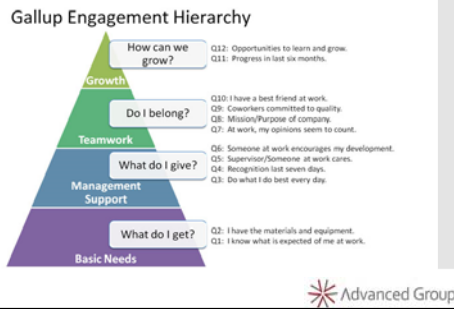 Gallup Engagement Hierarchy
How can we
grow?
Growth
Q12: Opportunities to learn and grow.
Q11: Progress in last six months.
Do I belong?
Teamwork
Q10: I have a best friend at work.
Q9: Coworkers committed to quality.
Q8: Mission/Purpose of company.
Q7: At work, my opinions seem to count.
What do I give?
Management
Support
Q6: Someone at work encourages my development.
Q5: Supervisor/Someone at work cares.
Q4: Recognition last seven days.
Q3: Do what I do best every day.
What do I get?
Basic Needs
Q2: I have the materials and equipment.
Q1: I know what is expected of me at work.
Advanced Group